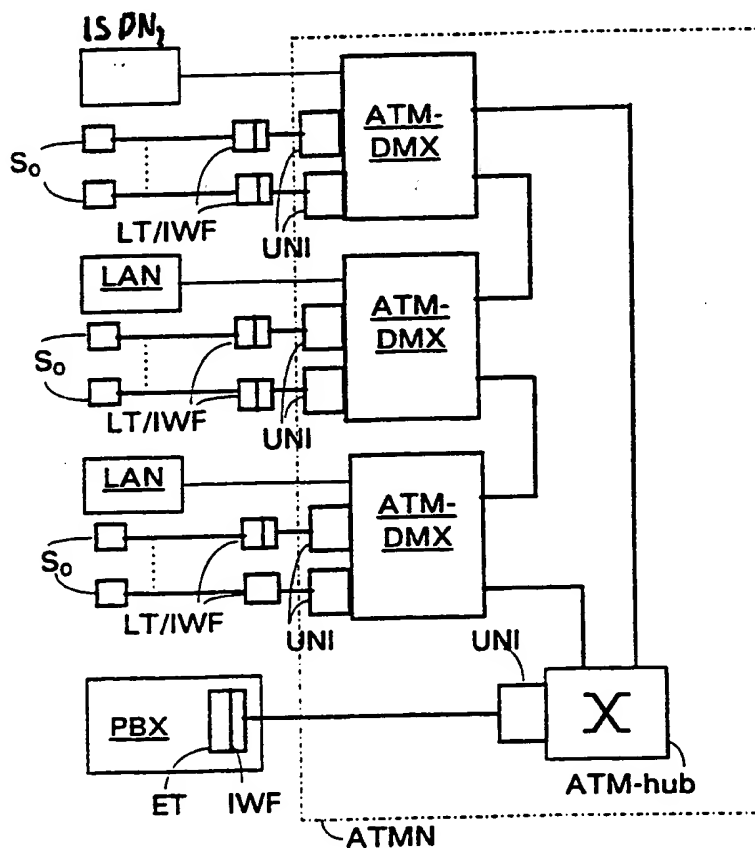 ISDN₂
ATM-
DMX
S₀
LT/IWF
UNI
LAN
ATM-
DMX
S₀
LT/IWF
UNI
LAN
ATM-
DMX
S₀
LT/IWF
UNI
UNI
PBX
ET
IWF
ATM-hub
ATMN